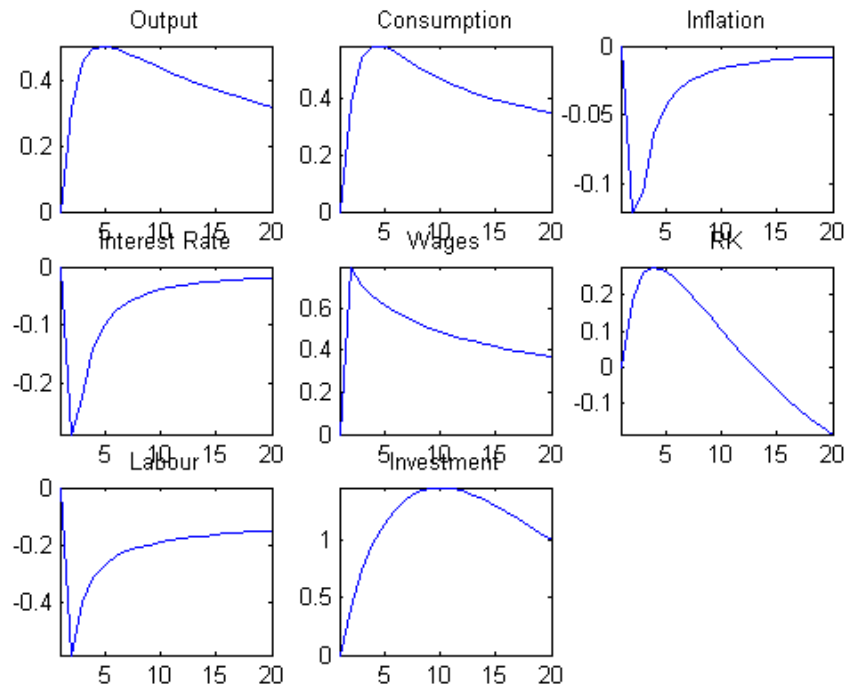 Output Consumption Inflation
0.4 0.2 0 5 10 15 20
0.4 0.2 0 5 10 15 20
0 -0.05 -0.1 5 10 15 20
Interest Rate Wages RK
0 -0.1 -0.2 5 10 15 20
0.6 0.4 0.2 0 5 10 15 20
0.2 0.1 0 -0.1 5 10 15 20
Labour Investment
0 -0.2 -0.4 5 10 15 20
1 0.5 0 5 10 15 20